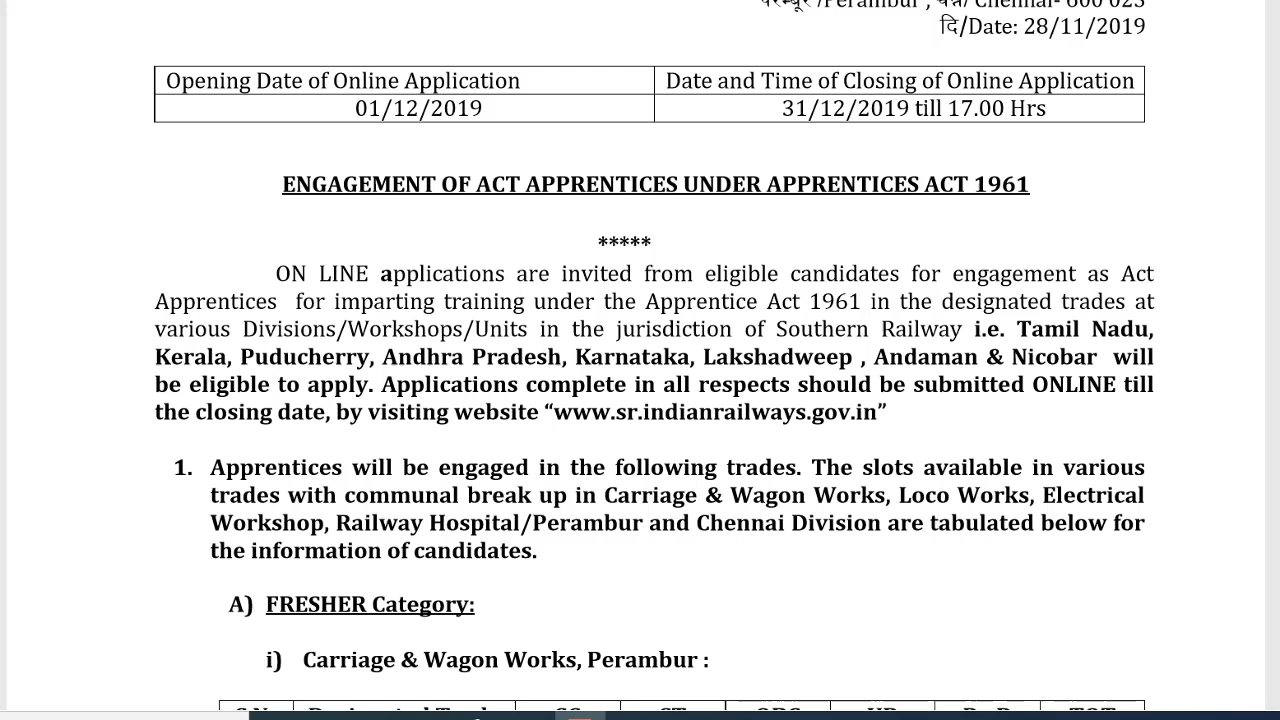 /Perambur , चेन्नै/ Chennai- 600 023
दि/Date: 28/11/2019
Opening Date of Online Application Date and Time of Closing of Online Application
01/12/2019 31/12/2019 till 17.00 Hrs
ENGAGEMENT OF ACT APPRENTICES UNDER APPRENTICES ACT 1961
*****
ON LINE applications are invited from eligible candidates for engagement as Act
Apprentices for imparting training under the Apprentice Act 1961 in the designated trades at
various Divisions/Workshops/Units in the jurisdiction of Southern Railway i.e. Tamil Nadu,
Kerala, Puducherry, Andhra Pradesh, Karnataka, Lakshadweep , Andaman & Nicobar will
be eligible to apply. Applications complete in all respects should be submitted ONLINE till
the closing date, by visiting website “www.sr.indianrailways.gov.in”
1. Apprentices will be engaged in the following trades. The slots available in various
trades with communal break up in Carriage & Wagon Works, Loco Works, Electrical
Workshop, Railway Hospital/Perambur and Chennai Division are tabulated below for
the information of candidates.
A) FRESHER Category:
i) Carriage & Wagon Works, Perambur :